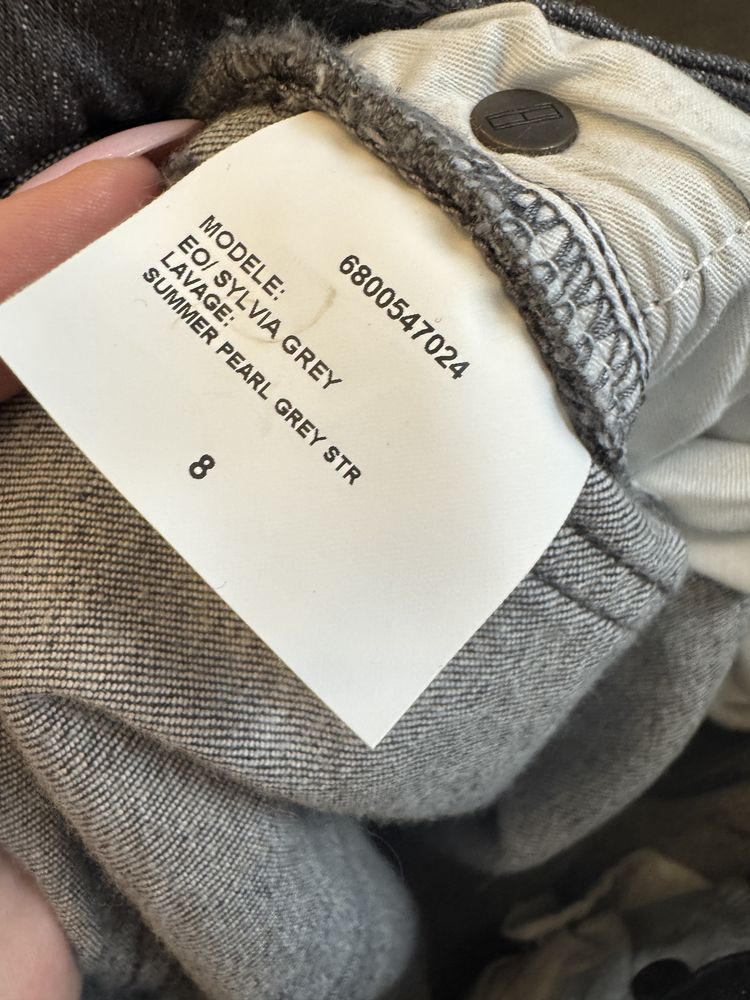 6800547024
MODELE:
EO/ SYLVIA GREY
LAVAGE:
SUMMER PEARL GREY STR
8